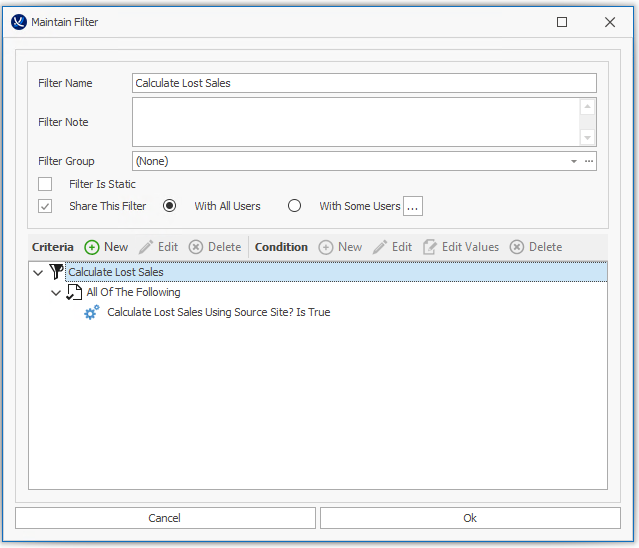 Maintain Filter
Filter Name Calculate Lost Sales
Filter Note
Filter Group (None) ...
Filter Is Static
Share This Filter With All Users With Some Users ...
Criteria New Edit Delete Condition New Edit Edit Values Delete
Calculate Lost Sales
All Of The Following
Calculate Lost Sales Using Source Site? Is True
Cancel Ok